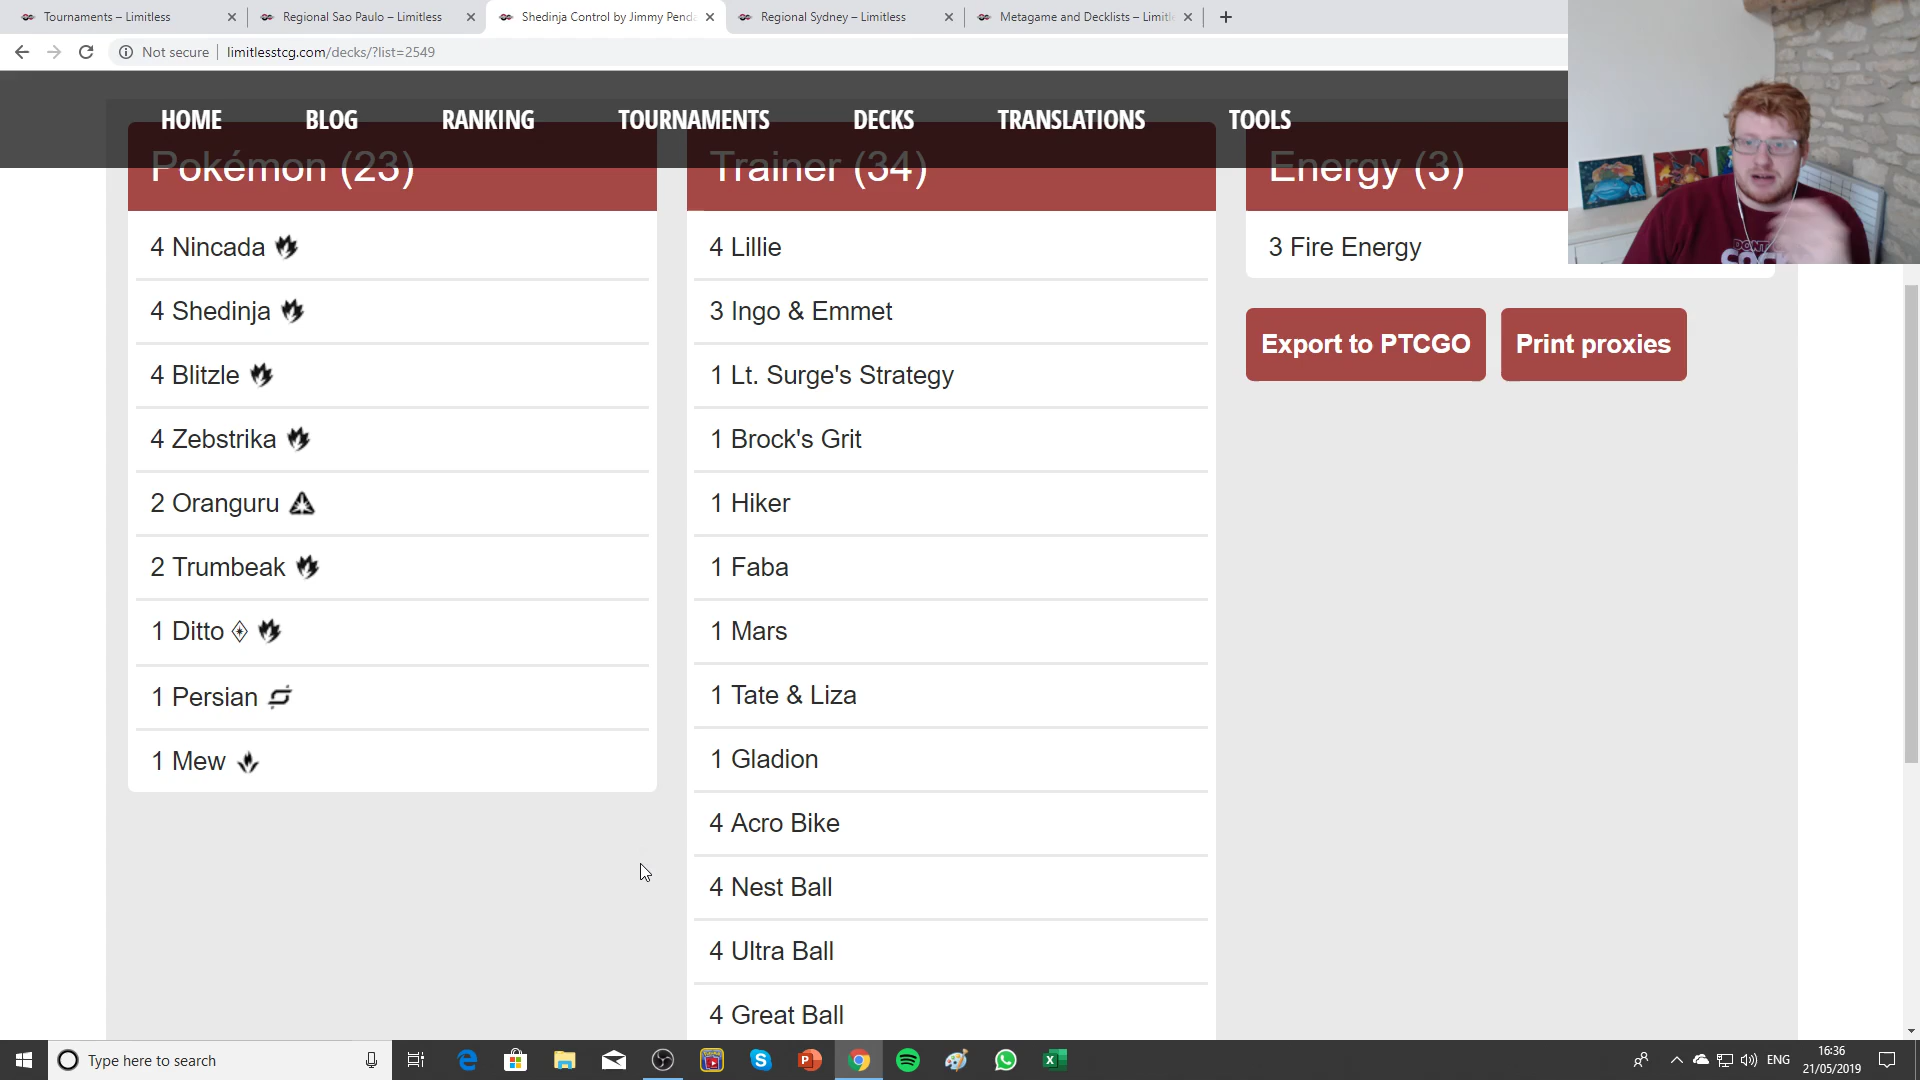 Tournaments – Limitless
Regional Sao Paulo – Limitless
Shedinja Control by Jimmy Penda
Regional Sydney – Limitless
Metagame and Decklists – Limitl
Not secure
limitlesstcg.com/decks/?list=2549
HOME
BLOG
RANKING
TOURNAMENTS
DECKS
TRANSLATIONS
TOOLS
Pokémon (23)
4 Nincada
4 Shedinja
4 Blitzle
4 Zebstrika
2 Oranguru
2 Trumbeak
1 Ditto
1 Persian
1 Mew
Trainer (34)
4 Lillie
3 Ingo & Emmet
1 Lt. Surge's Strategy
1 Brock's Grit
1 Hiker
1 Faba
1 Mars
1 Tate & Liza
1 Gladion
4 Acro Bike
4 Nest Ball
4 Ultra Ball
4 Great Ball
Energy (3)
3 Fire Energy
Export to PTCGO
Print proxies
Type here to search
ENG
16:36
21/05/2019